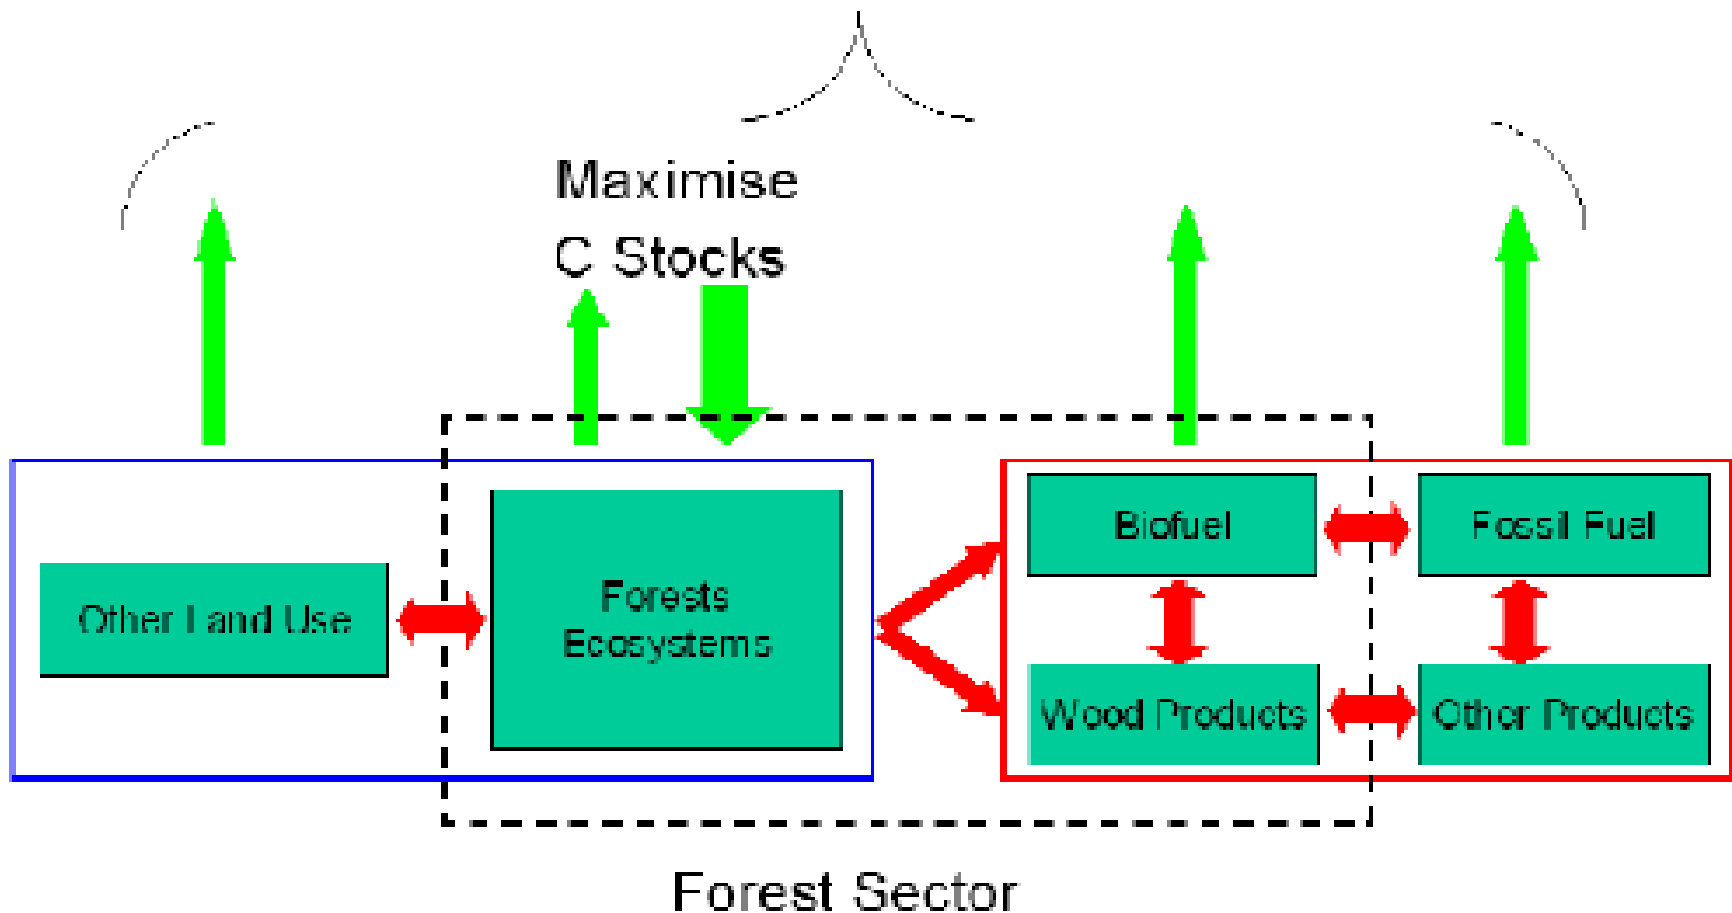 Maximise
C Stocks
Biofuel
Fossil Fuel
Other Land Use
Forests
Ecosystems
Wood Products
Other Products
Forest Sector